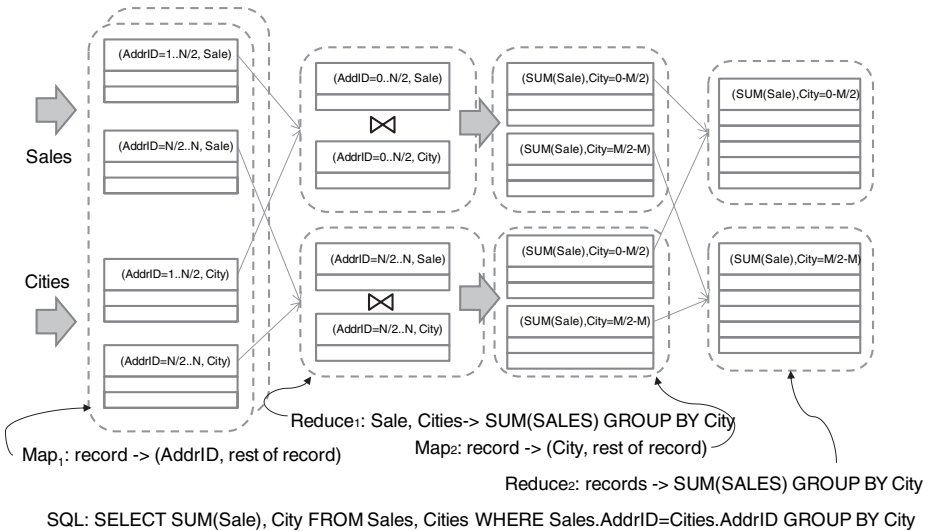 Sales
Cities
(AddrID=1..N/2, Sale)
(AddrID=N/2..N, Sale)
(AddrID=1..N/2, City)
(AddrID=N/2..N, City)
(AddID=0..N/2, Sale)
(AddrID=0..N/2, City)
(AddrID=N/2..N, Sale)
(AddrID=N/2..N, City)
(SUM(Sale),City=0-M/2)
(SUM(Sale),City=M/2-M)
(SUM(Sale),City=0-M/2)
(SUM(Sale),City=M/2-M)
(SUM(Sale),City=0-M/2)
(SUM(Sale),City=M/2-M)
Reduce1: Sale, Cities-> SUM(SALES) GROUP BY City
Map1: record -> (AddrID, rest of record)
Map2: record -> (City, rest of record)
Reduce2: records -> SUM(SALES) GROUP BY City
SQL: SELECT SUM(Sale), City FROM Sales, Cities WHERE Sales.AddrID=Cities.AddrID GROUP BY City